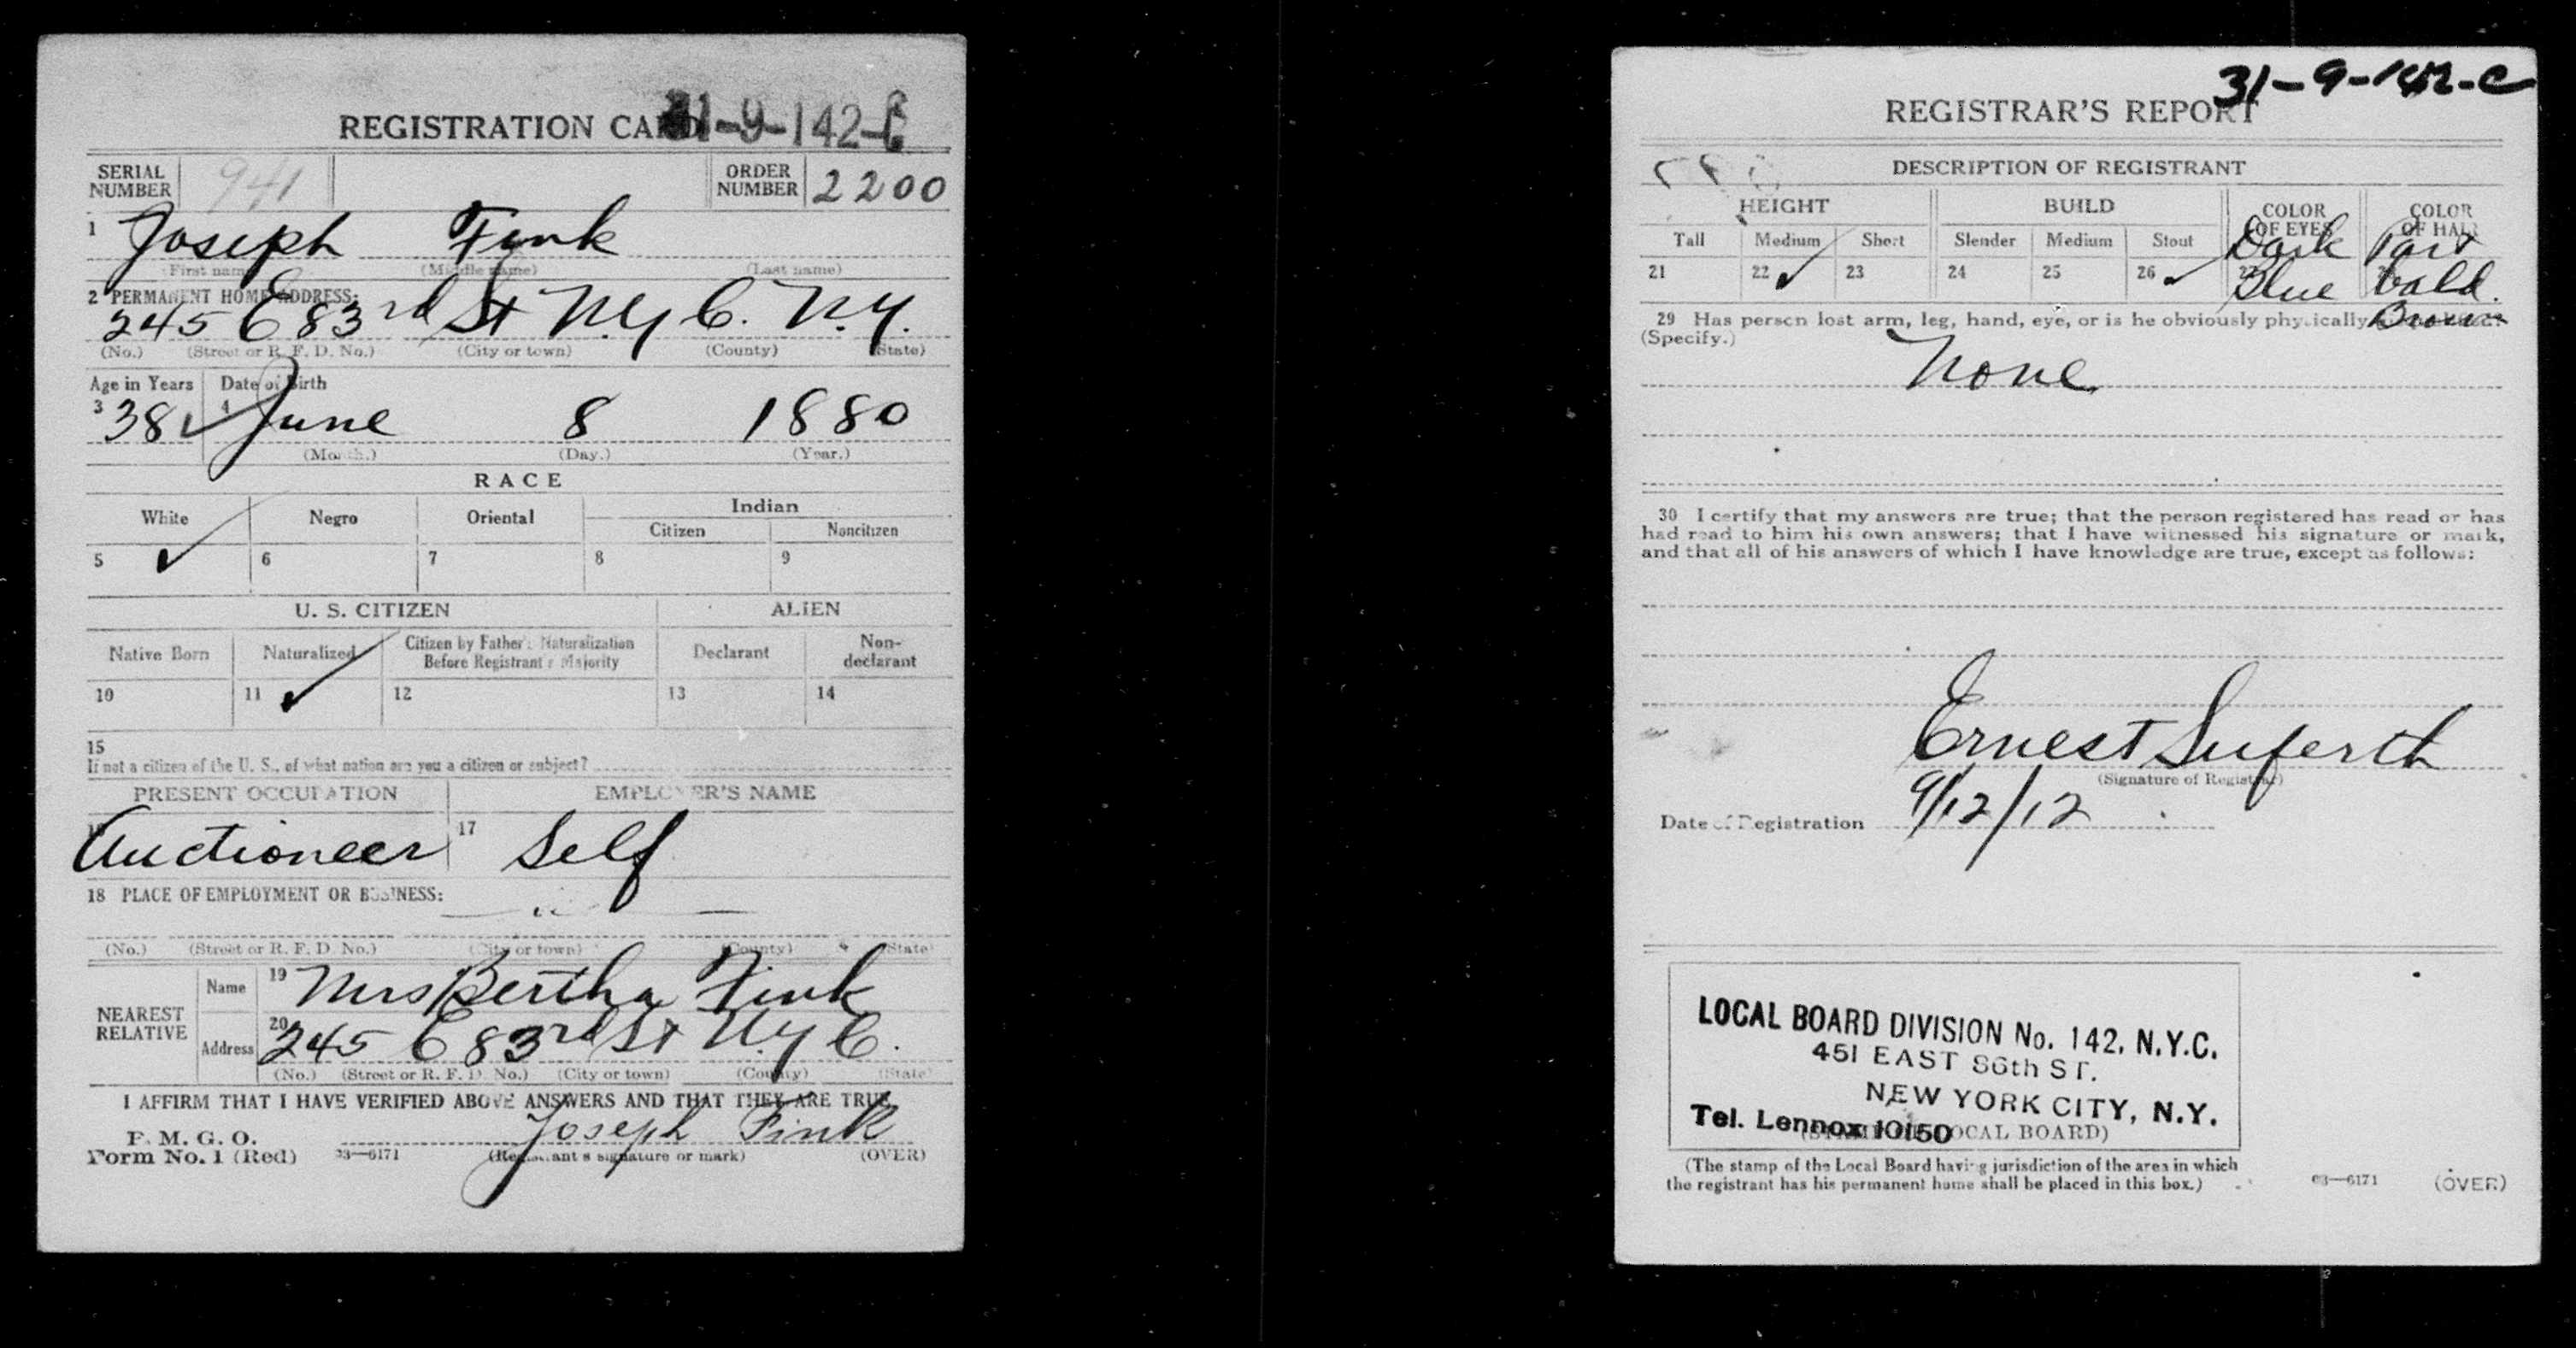 REGISTRATION CARD 31-9-142-C
SERIAL NUMBER 941 ORDER NUMBER 2200
1 Joseph Fink
(First name) (Middle name) (Last name)
2 PERMANENT HOME ADDRESS:
245 E 83rd St N.Y.C. N.Y.
(No.) (Street or R. F. D. No.) (City or town) (County) (State)
Age in Years Date of Birth
3 38 4 June 8 1880
(Month.) (Day.) (Year.)
RACE
White Negro Oriental Indian
Citizen Noncitizen
5 ✓ 6 7 8 9
U. S. CITIZEN ALIEN
Native Born Naturalized Citizen by Father's Naturalization Before Registrant's Majority Declarant Non-declarant
10 11 ✓ 12 13 14
15
If not a citizen of the U. S., of what nation are you a citizen or subject?
PRESENT OCCUPATION EMPLOYER'S NAME
16 Auctioneer 17 Self
18 PLACE OF EMPLOYMENT OR BUSINESS:
(No.) (Street or R. F. D. No.) (City or town) (County) (State)
NEAREST RELATIVE
Name 19 Mrs Bertha Fink
Address 20 245 E 83rd St N.Y C.
(No.) (Street or R. F. D. No.) (City or town) (County) (State)
I AFFIRM THAT I HAVE VERIFIED ABOVE ANSWERS AND THAT THEY ARE TRUE
P. M. G. O.
Form No. 1 (Red) 03—6171 Joseph Fink
(Registrant's signature or mark) (OVER)
31-9-142-C
REGISTRAR'S REPORT
DESCRIPTION OF REGISTRANT
HEIGHT BUILD COLOR OF EYES COLOR OF HAIR
Tall Medium Short Slender Medium Stout Dark Blue Part bald. Brown
21 22 ✓ 23 24 25 26 ✓
29 Has person lost arm, leg, hand, eye, or is he obviously physically
(Specify.)
None
30 I certify that my answers are true; that the person registered has read or has
had read to him his own answers; that I have witnessed his signature or mark,
and that all of his answers of which I have knowledge are true, except as follows:
Ernest
(Signature of Registrar)
Date of Registration 9/12/12
LOCAL BOARD DIVISION No. 142, N.Y.C.
451 EAST 86th ST.
NEW YORK CITY, N.Y.
Tel. Lennox 10150
LOCAL BOARD)
(The stamp of the Local Board having jurisdiction of the area in which
the registrant has his permanent home shall be placed in this box.)
03—6171 (OVER)